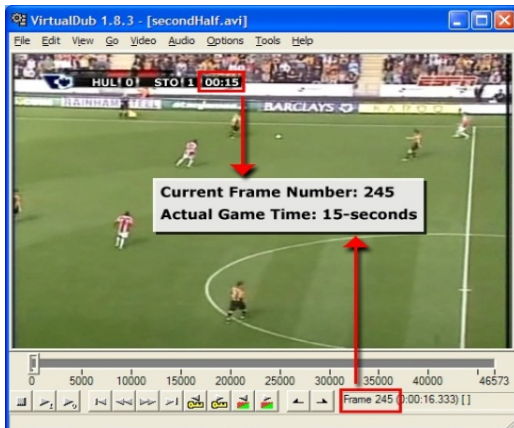 VirtualDub 1.8.3 - [secondHalf.avi]
File Edit View Go Video Audio Options Tools Help
HUL! 0! STO! 1 00:15
RAINHAM STEEL BARCLAYS
Current Frame Number: 245
Actual Game Time: 15-seconds
0 5000 10000 15000 20000 25000 30000 35000 40000 46573
Frame 245 (0:00:16.333) [ ]